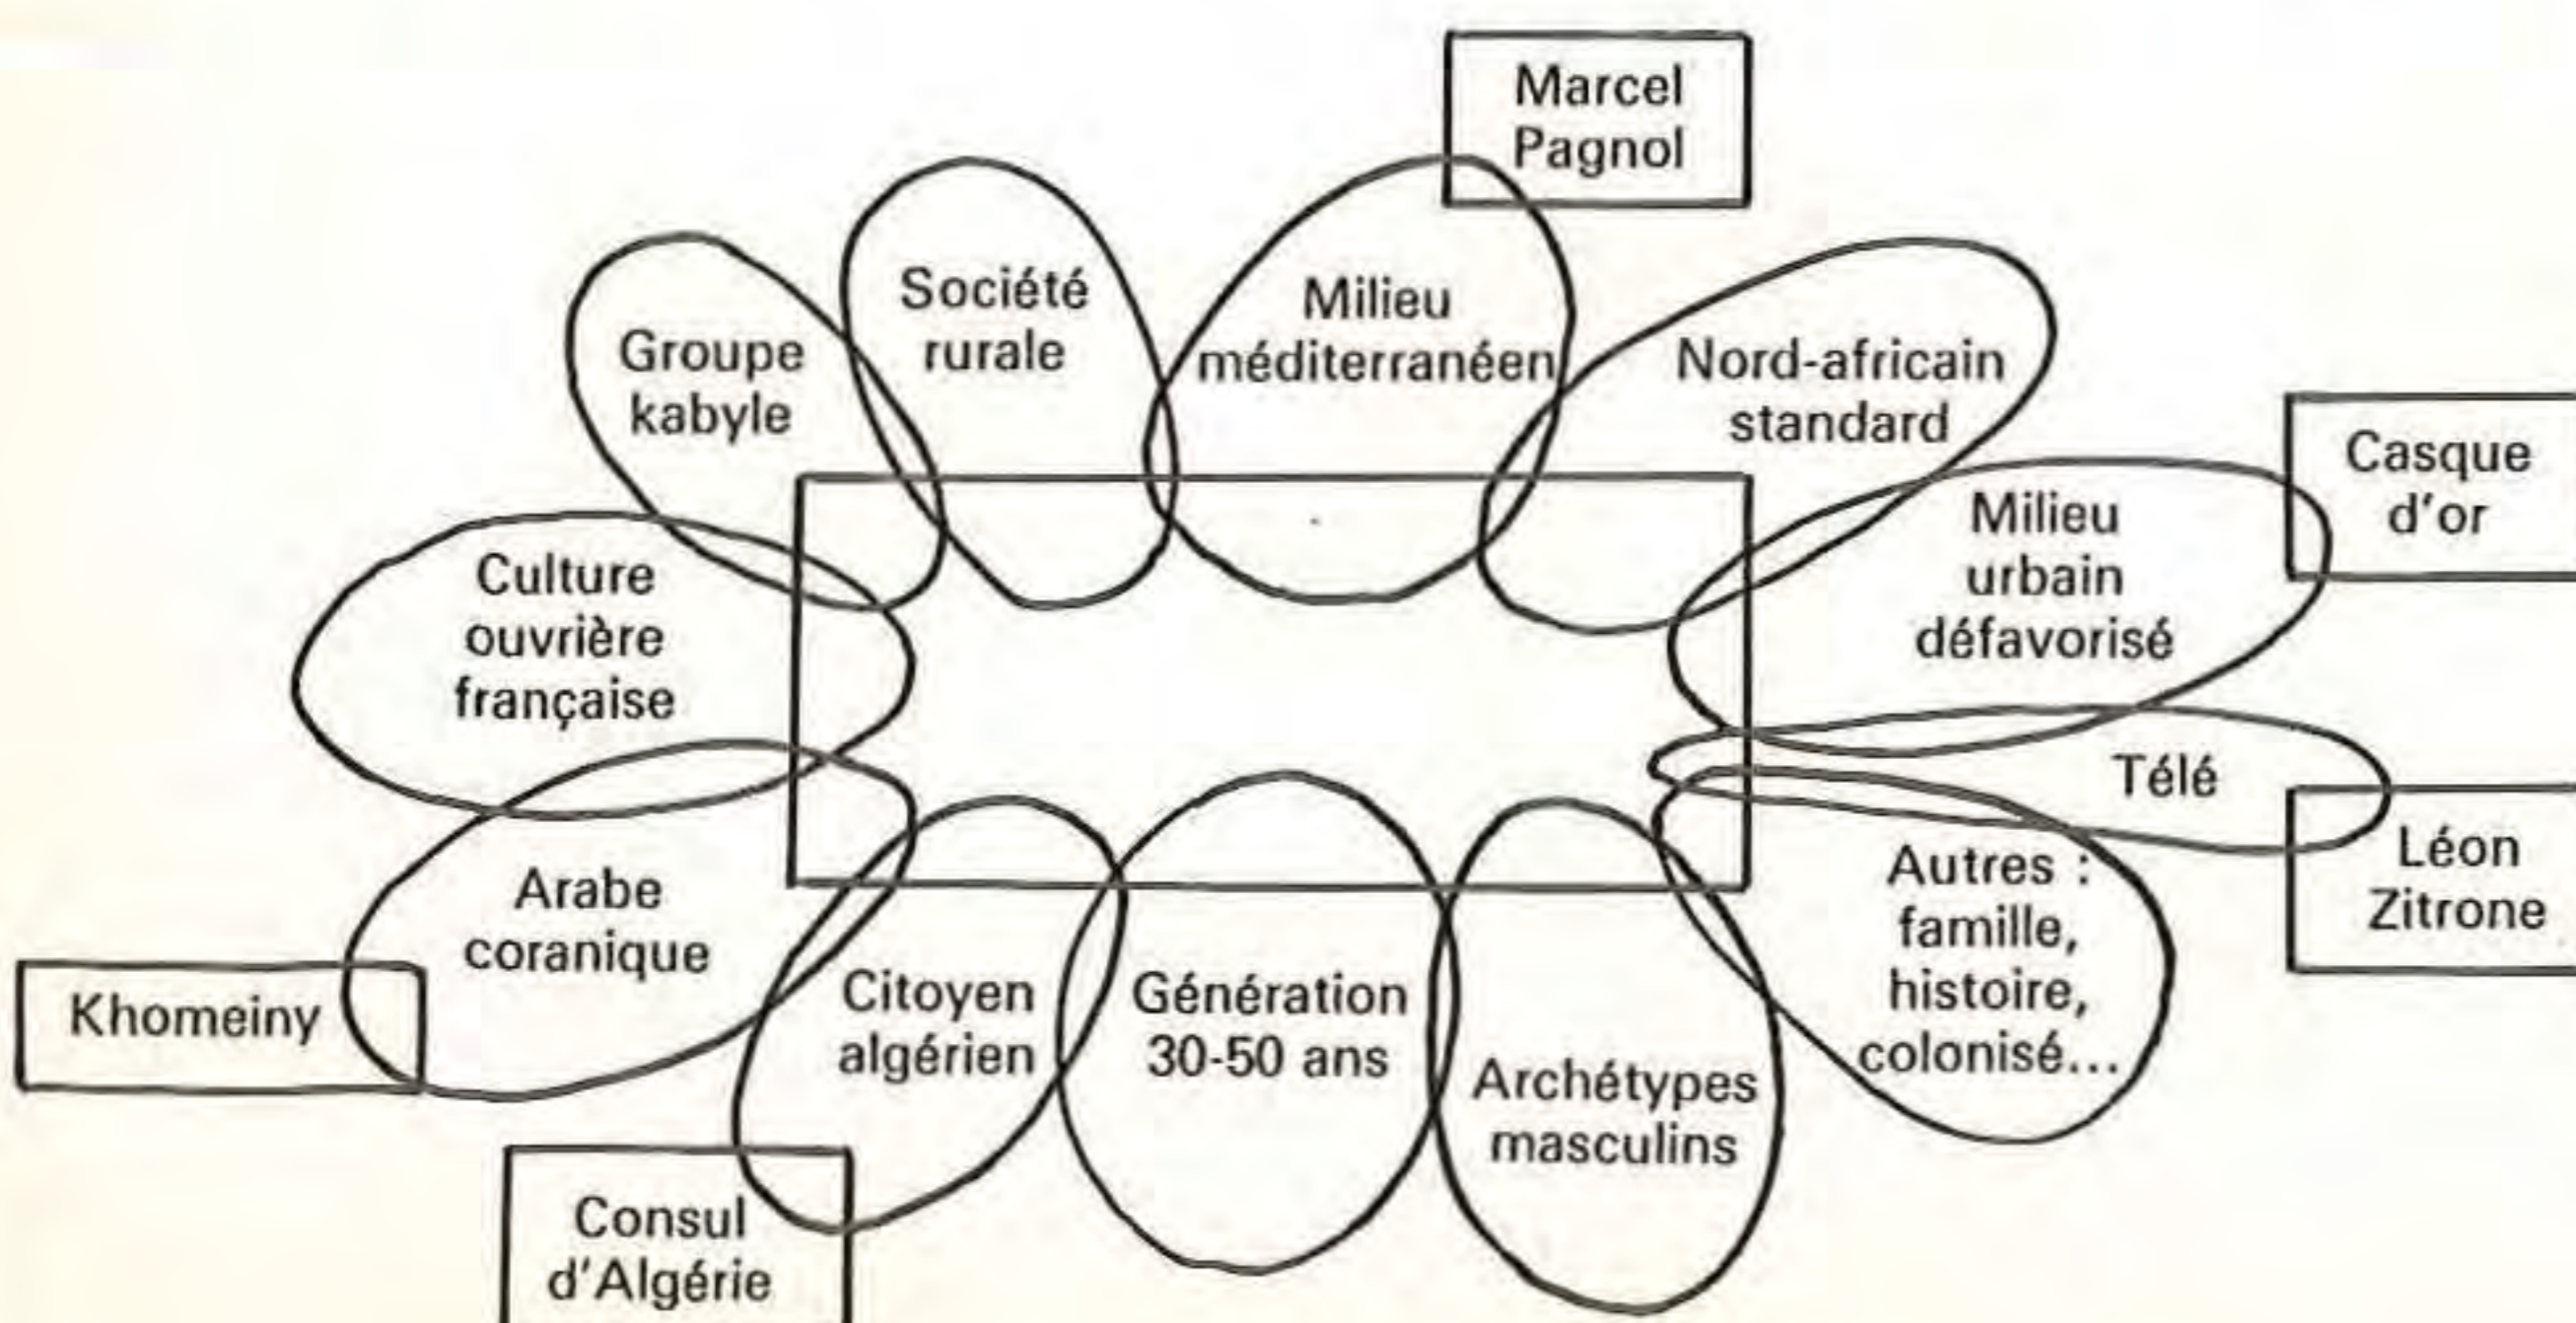 Marcel
Pagnol
Société
rurale
Milieu
méditerranéen
Groupe
kabyle
Nord-africain
standard
Casque
d'or
Milieu
urbain
défavorisé
Culture
ouvrière
française
Télé
Léon
Zitrone
Autres :
famille,
histoire,
colonisé...
Arabe
coranique
Khomeiny
Citoyen
algérien
Génération
30-50 ans
Archétypes
masculins
Consul
d'Algérie